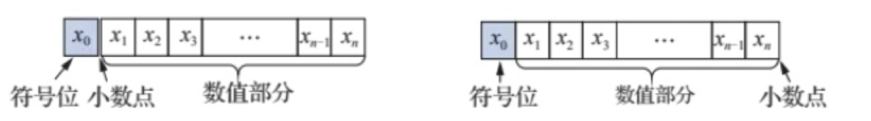 x₀ x₁ x₂ x₃ … xₙ₋₁ xₙ
符号位 小数点 数值部分
x₀ x₁ x₂ x₃ … xₙ₋₁ xₙ
符号位 数值部分 小数点